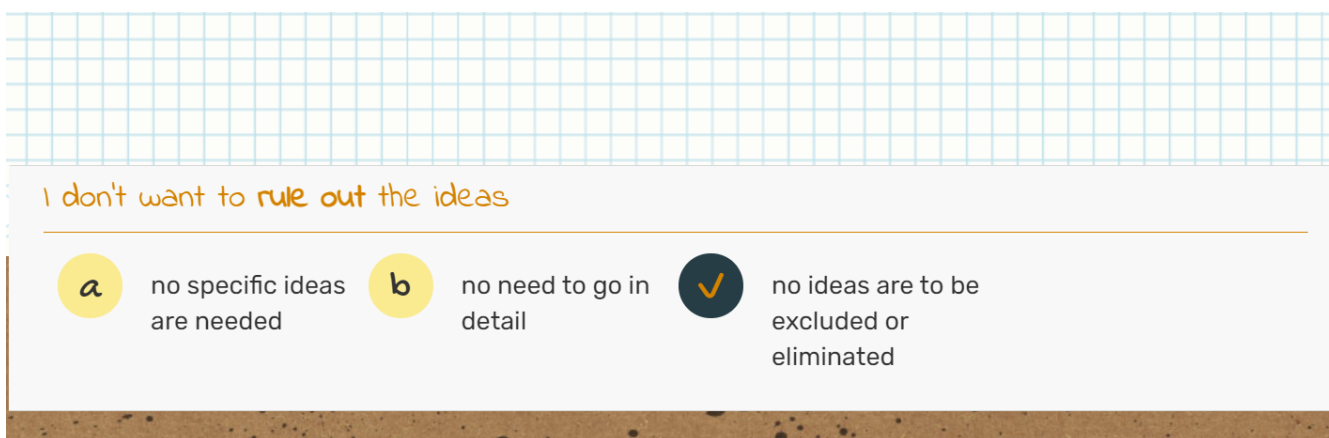 I don't want to rule out the ideas
a
no specific ideas
are needed
b
no need to go in
detail
✓
no ideas are to be
excluded or
eliminated